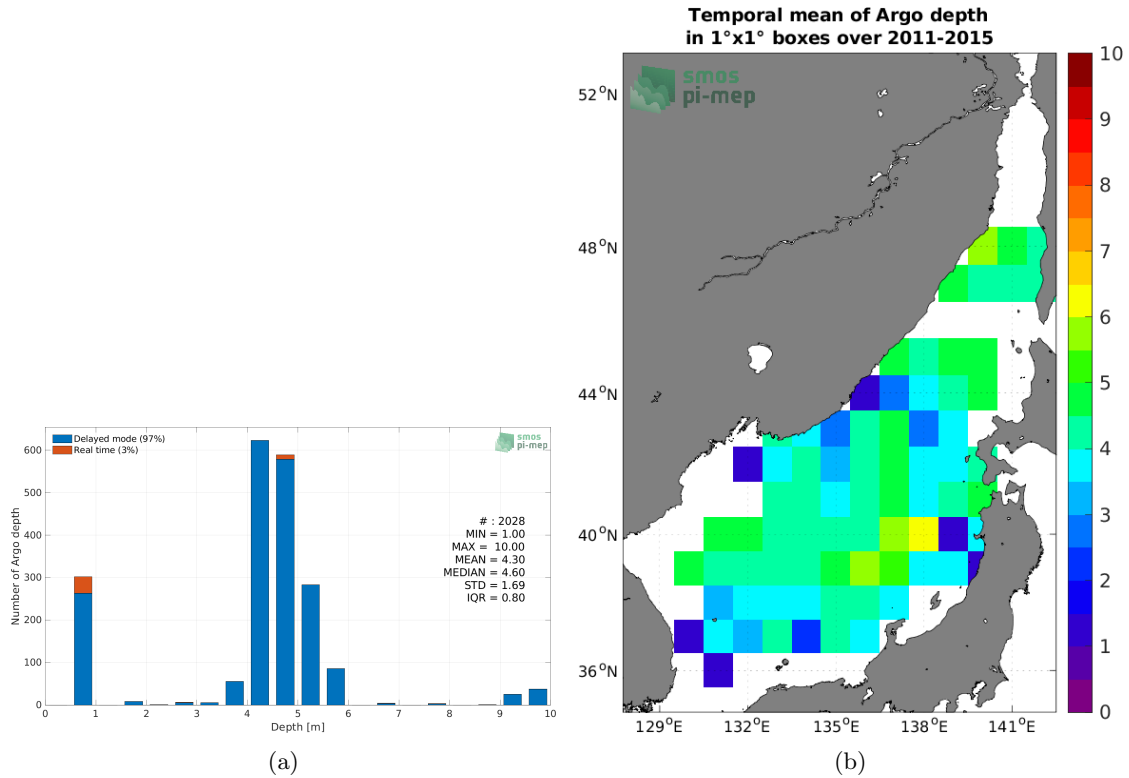 Delayed mode (97%)
Real time (3%)
smos
pi-mep
600
500
400
300
200
100
0
Number of Argo depth
# : 2028
MIN = 1.00
MAX = 10.00
MEAN = 4.30
MEDIAN = 4.60
STD = 1.69
IQR = 0.80
0 1 2 3 4 5 6 7 8 9 10
Depth [m]
(a)
Temporal mean of Argo depth
in 1°x1° boxes over 2011-2015
smos
pi-mep
52°N
48°N
44°N
40°N
36°N
129°E 132°E 135°E 138°E 141°E
10
9
8
7
6
5
4
3
2
1
0
(b)